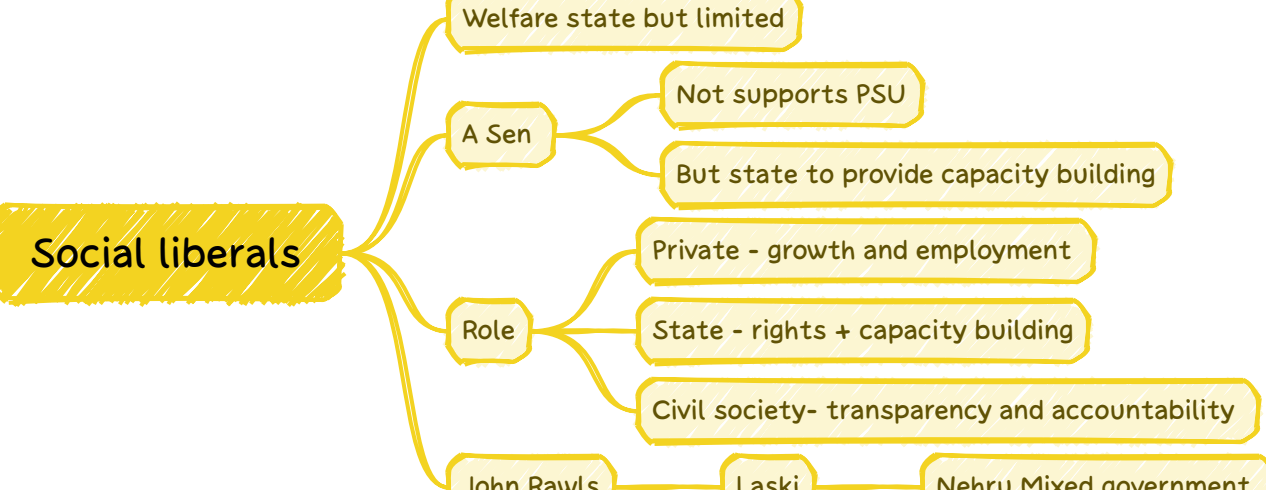 Welfare state but limited
Not supports PSU
A Sen
But state to provide capacity building
Social liberals
Private - growth and employment
Role
State - rights + capacity building
Civil society- transparency and accountability
John Rawls
Laski
Nehru Mixed government